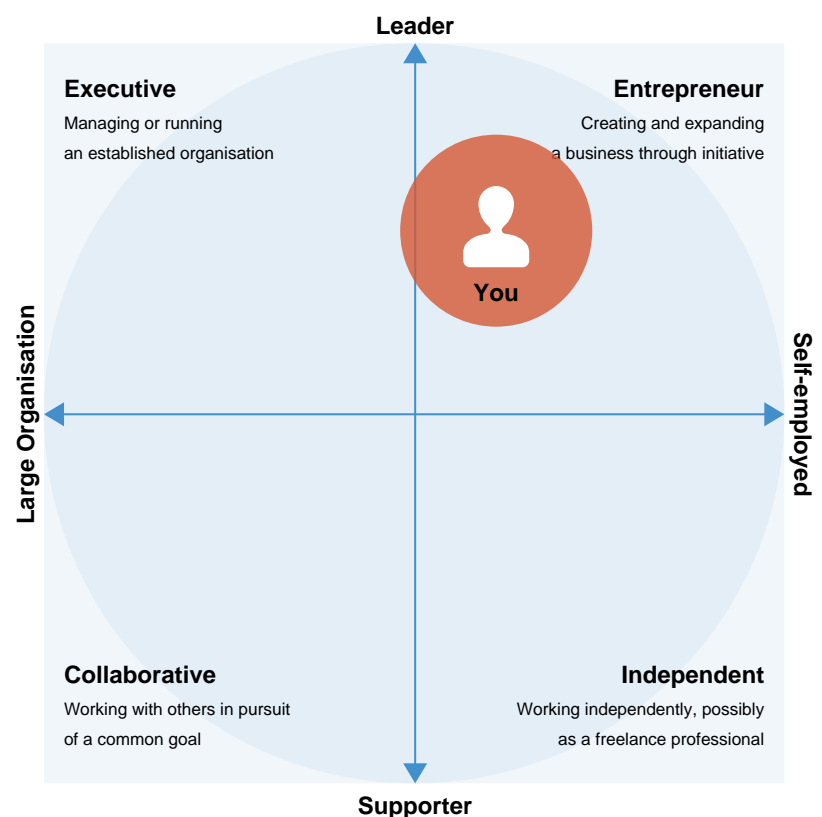 Leader
Executive
Managing or running
an established organisation
Entrepreneur
Creating and expanding
a business through initiative
You
Large Organisation
Self-employed
Collaborative
Working with others in pursuit
of a common goal
Independent
Working independently, possibly
as a freelance professional
Supporter